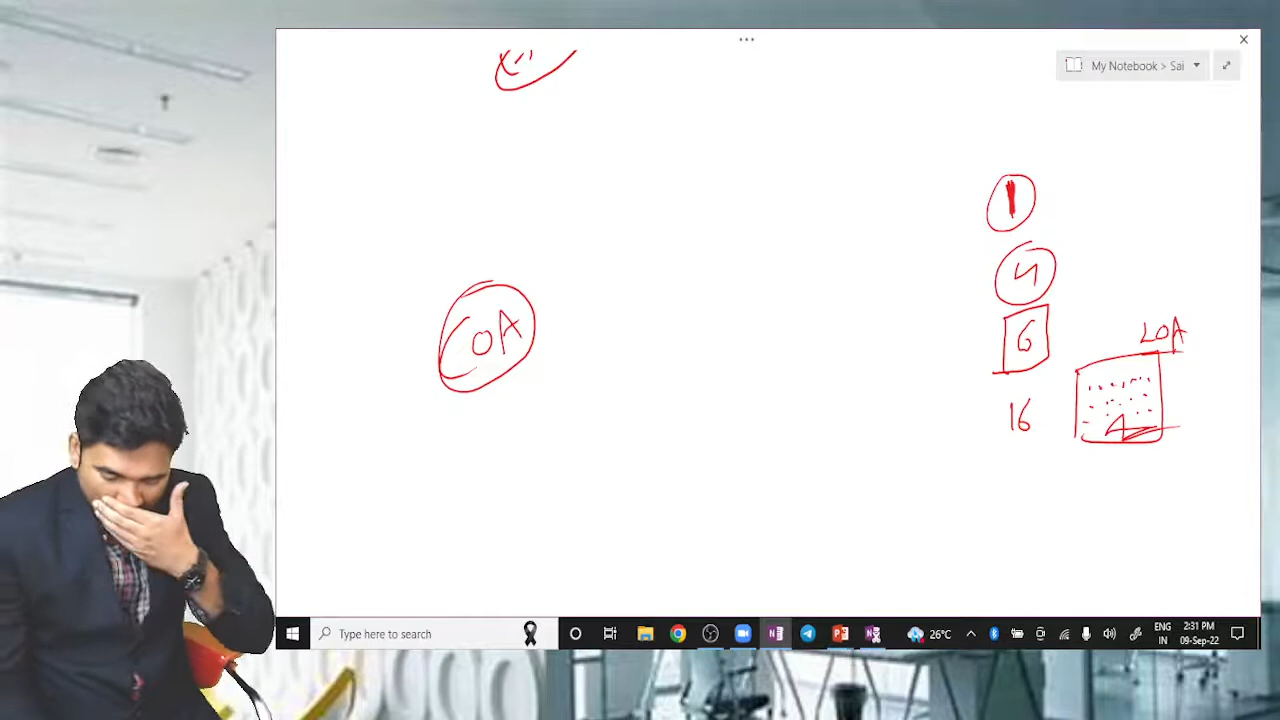 My Notebook > Sai
1
4
COA
6
LOA
16
Type here to search
26°C
ENG
IN
2:31 PM
09-Sep-22